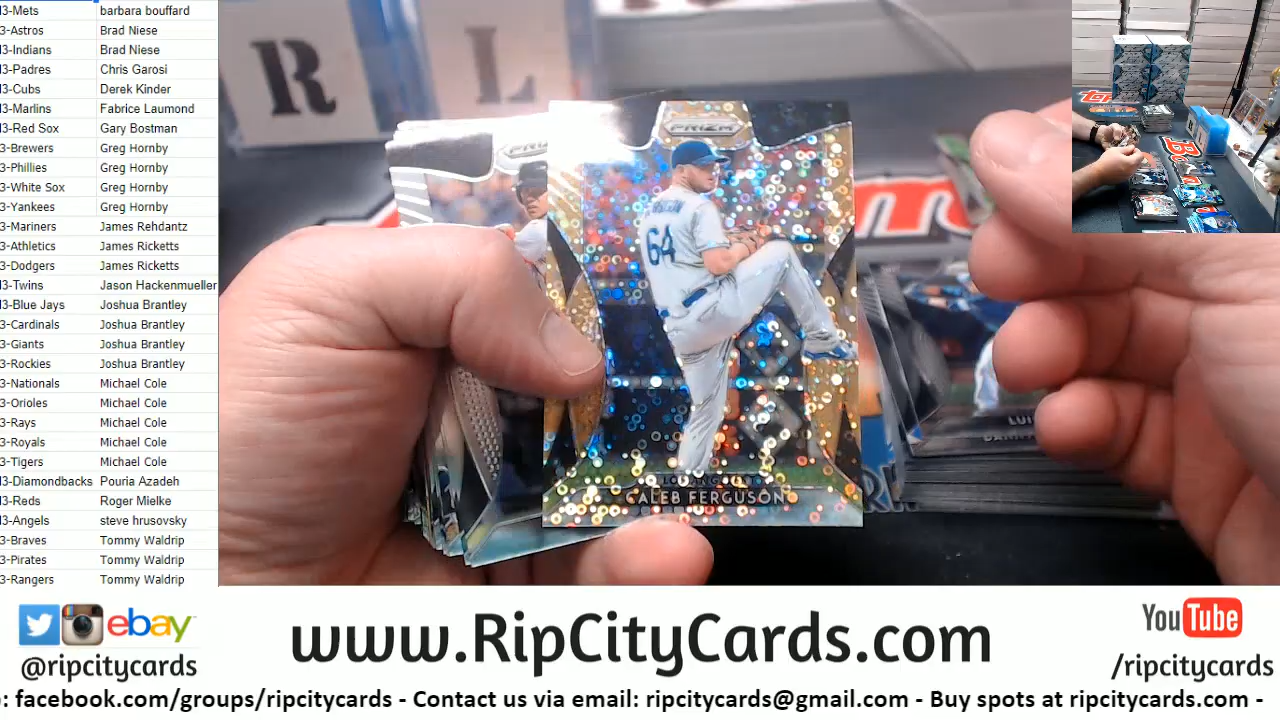 3-Mets barbara bouffard
3-Astros Brad Niese
3-Indians Brad Niese
3-Padres Chris Garosi
3-Cubs Derek Kinder
3-Marlins Fabrice Laumond
3-Red Sox Gary Bostman
3-Brewers Greg Hornby
3-Phillies Greg Hornby
3-White Sox Greg Hornby
3-Yankees Greg Hornby
3-Mariners James Rehdantz
3-Athletics James Ricketts
3-Dodgers James Ricketts
3-Twins Jason Hackenmueller
3-Blue Jays Joshua Brantley
3-Cardinals Joshua Brantley
3-Giants Joshua Brantley
3-Rockies Joshua Brantley
3-Nationals Michael Cole
3-Orioles Michael Cole
3-Rays Michael Cole
3-Royals Michael Cole
3-Tigers Michael Cole
3-Diamondbacks Pouria Azadeh
3-Reds Roger Mielke
3-Angels steve hrusovsky
3-Braves Tommy Waldrip
3-Pirates Tommy Waldrip
3-Rangers Tommy Waldrip
R L
PRIZM
64
CALEB FERGUSON
ebay
@ripcitycards
www.RipCityCards.com
YouTube
/ripcitycards
: facebook.com/groups/ripcitycards - Contact us via email: ripcitycards@gmail.com - Buy spots at ripcitycards.com -